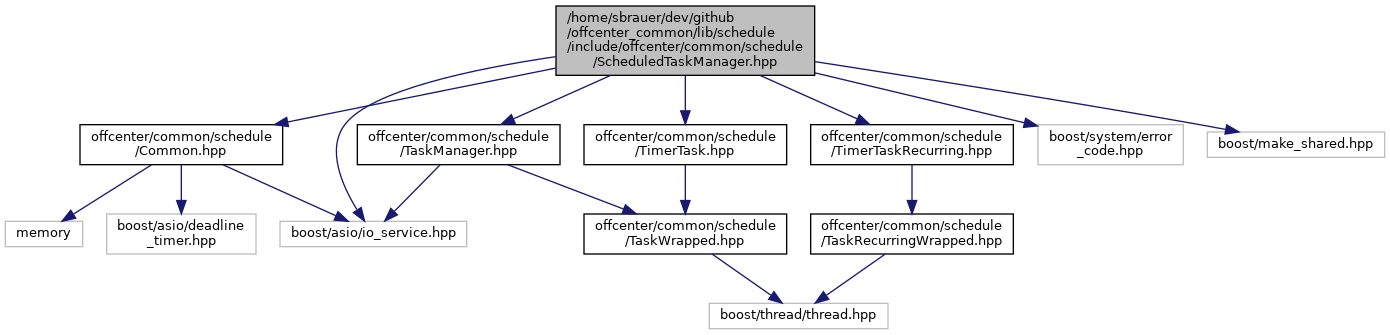 /home/sbrauer/dev/github
/offcenter_common/lib/schedule
/include/offcenter/common/schedule
/ScheduledTaskManager.hpp
offcenter/common/schedule
/Common.hpp
offcenter/common/schedule
/TaskManager.hpp
offcenter/common/schedule
/TimerTask.hpp
offcenter/common/schedule
/TimerTaskRecurring.hpp
boost/system/error
_code.hpp
boost/make_shared.hpp
memory
boost/asio/deadline
_timer.hpp
boost/asio/io_service.hpp
offcenter/common/schedule
/TaskWrapped.hpp
offcenter/common/schedule
/TaskRecurringWrapped.hpp
boost/thread/thread.hpp